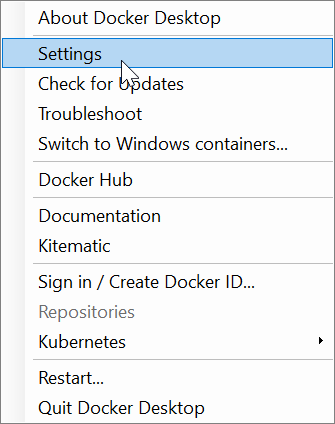 About Docker Desktop
Settings
Check for Updates
Troubleshoot
Switch to Windows containers...
Docker Hub
Documentation
Kitematic
Sign in / Create Docker ID...
Repositories
Kubernetes
Restart...
Quit Docker Desktop